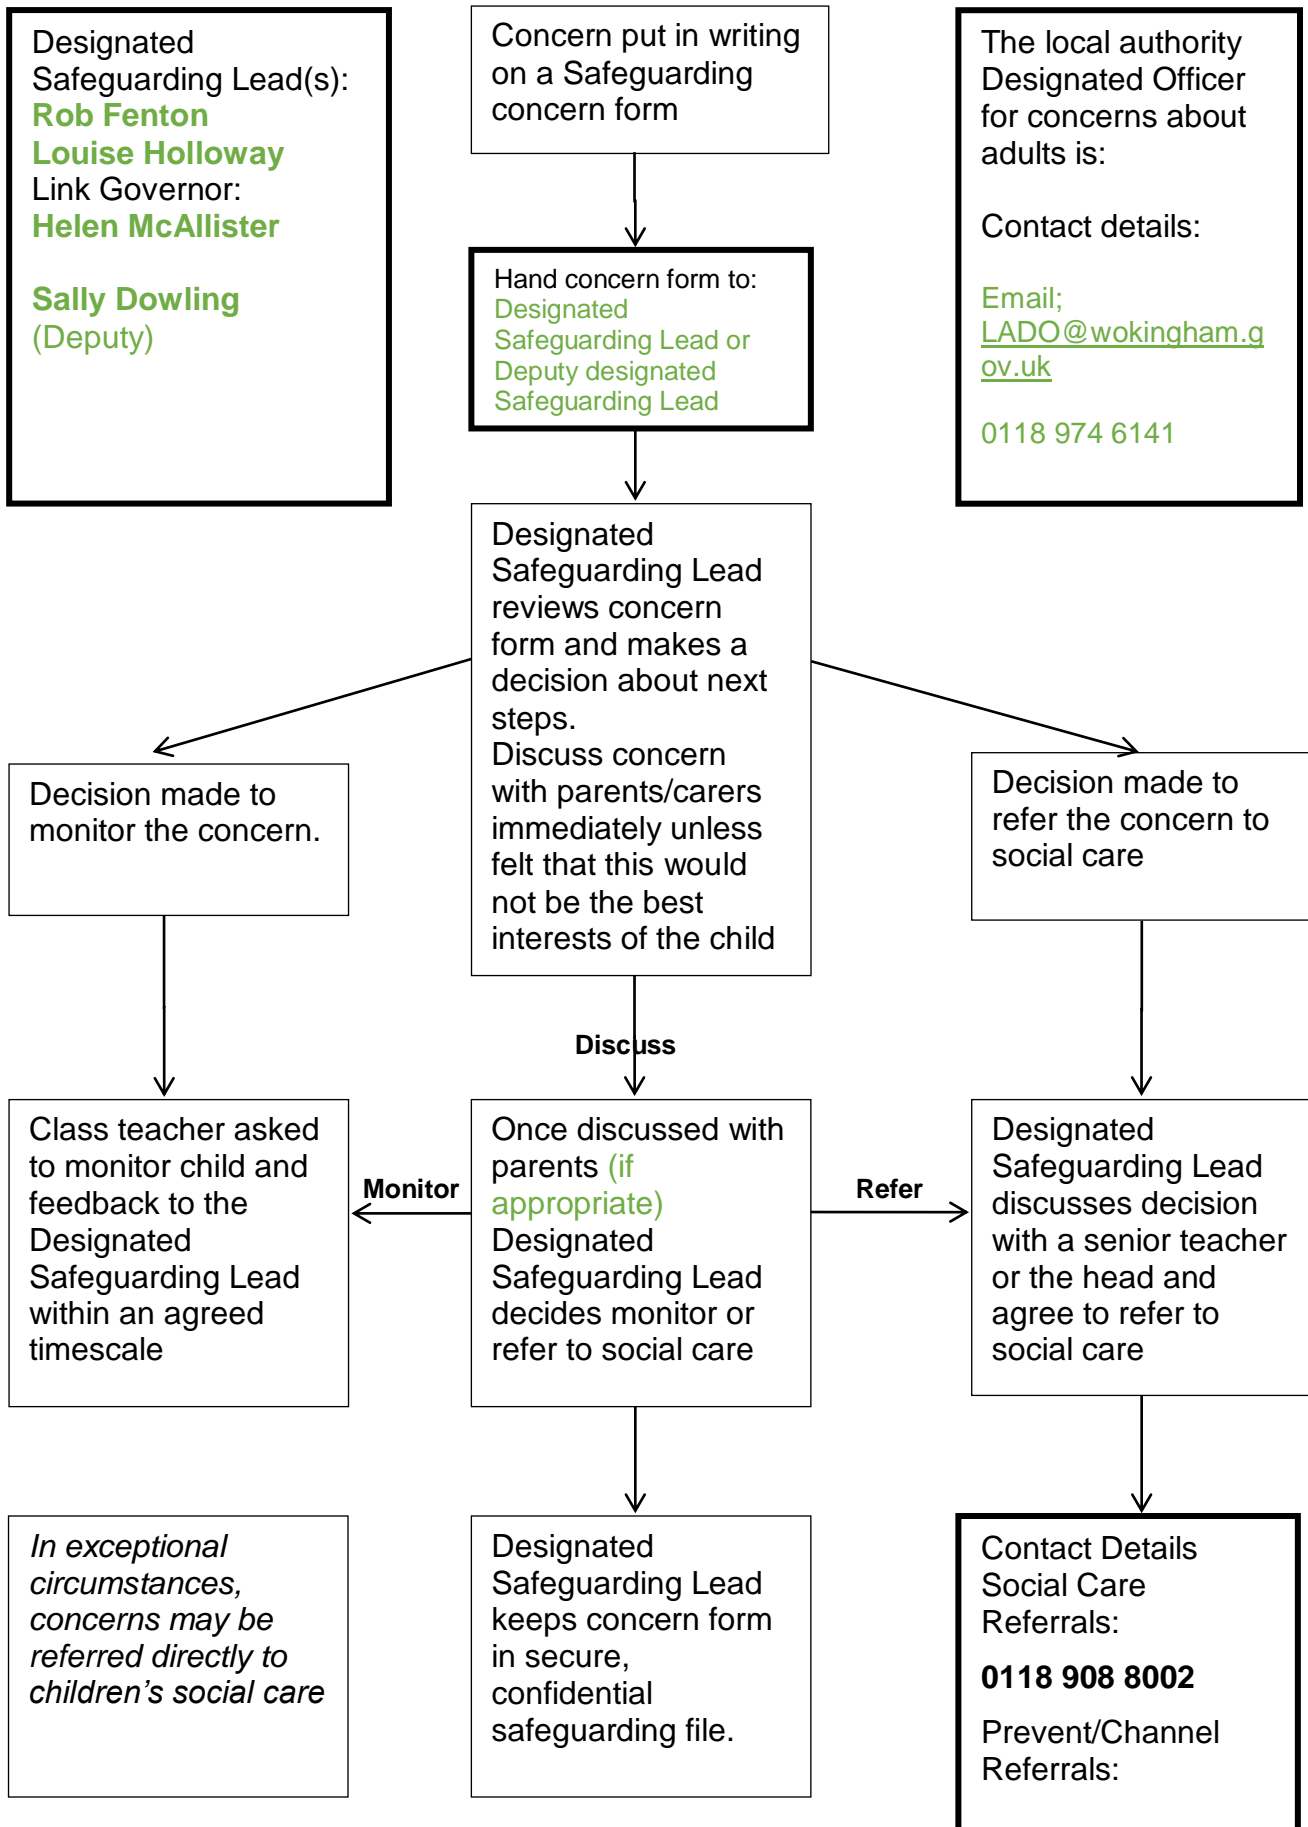 Designated
Safeguarding Lead(s):
Rob Fenton
Louise Holloway
Link Governor:
Helen McAllister
Sally Dowling
(Deputy)
Concern put in writing
on a Safeguarding
concern form
The local authority
Designated Officer
for concerns about
adults is:
Contact details:
Email;
LADO@wokingham.g
ov.uk
0118 974 6141
Hand concern form to:
Designated
Safeguarding Lead or
Deputy designated
Safeguarding Lead
Designated
Safeguarding Lead
reviews concern
form and makes a
decision about next
steps.
Discuss concern
with parents/carers
immediately unless
felt that this would
not be the best
interests of the child
Decision made to
monitor the concern.
Decision made to
refer the concern to
social care
Discuss
Class teacher asked
to monitor child and
feedback to the
Designated
Safeguarding Lead
within an agreed
timescale
Monitor
Once discussed with
parents (if
appropriate)
Designated
Safeguarding Lead
decides monitor or
refer to social care
Refer
Designated
Safeguarding Lead
discusses decision
with a senior teacher
or the head and
agree to refer to
social care
In exceptional
circumstances,
concerns may be
referred directly to
children’s social care
Designated
Safeguarding Lead
keeps concern form
in secure,
confidential
safeguarding file.
Contact Details
Social Care
Referrals:
0118 908 8002
Prevent/Channel
Referrals: